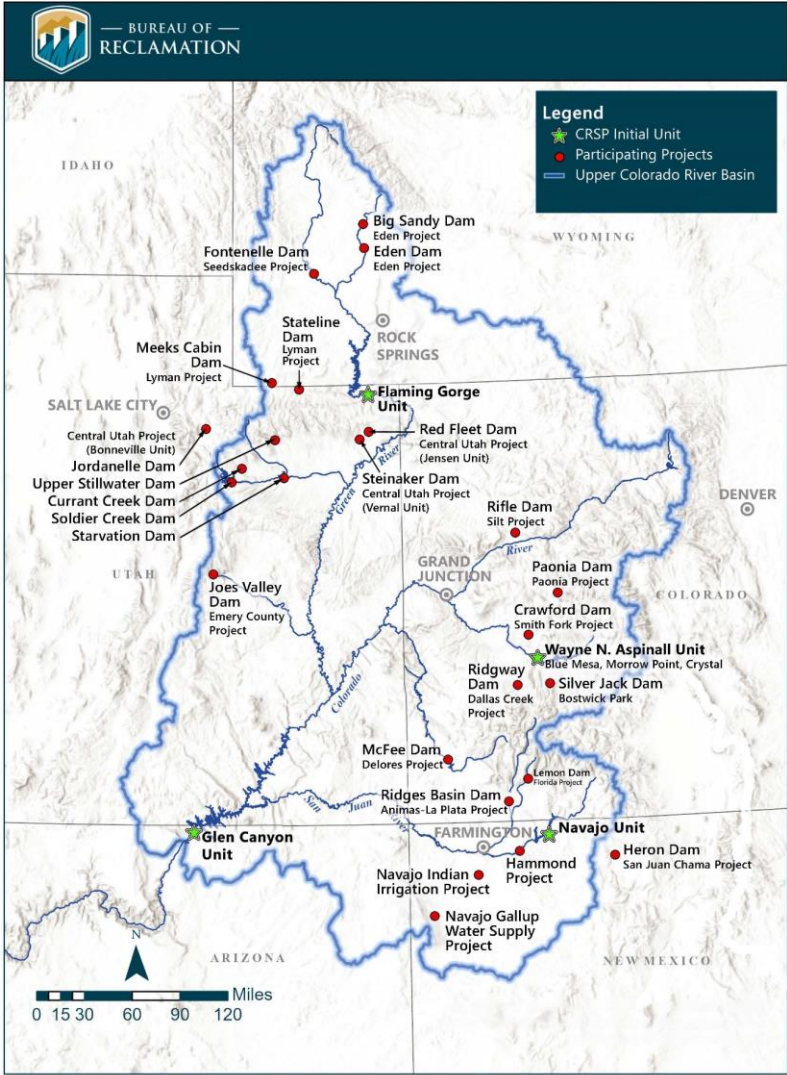 BUREAU OF
RECLAMATION
Legend
CRSP Initial Unit
Participating Projects
Upper Colorado River Basin
IDAHO
WYOMING
Big Sandy Dam
Eden Project
Eden Dam
Eden Project
Fontenelle Dam
Seedskadee Project
ROCK
SPRINGS
Stateline
Dam
Lyman
Project
Meeks Cabin
Dam
Lyman Project
Flaming Gorge
Unit
SALT LAKE CITY
Central Utah Project
(Bonneville Unit)
Jordanelle Dam
Upper Stillwater Dam
Currant Creek Dam
Soldier Creek Dam
Starvation Dam
Red Fleet Dam
Central Utah Project
(Jensen Unit)
Steinaker Dam
Central Utah Project
(Vernal Unit)
Green
River
DENVER
Rifle Dam
Silt Project
River
GRAND
JUNCTION
Paonia Dam
Paonia Project
UTAH
COLORADO
Joes Valley
Dam
Emery County
Project
Crawford Dam
Smith Fork Project
Wayne N. Aspinall Unit
Blue Mesa, Morrow Point, Crystal
Ridgway
Dam
Dallas Creek
Project
Silver Jack Dam
Bostwick Park
Colorado
McFee Dam
Delores Project
Lemon Dam
Florida Project
Ridges Basin Dam
Animas-La Plata Project
San
Juan
River
Glen Canyon
Unit
FARMINGTON
Navajo Unit
Hammond
Project
Heron Dam
San Juan Chama Project
Navajo Indian
Irrigation Project
Navajo Gallup
Water Supply
Project
ARIZONA
NEW MEXICO
N
Miles
0 15 30 60 90 120